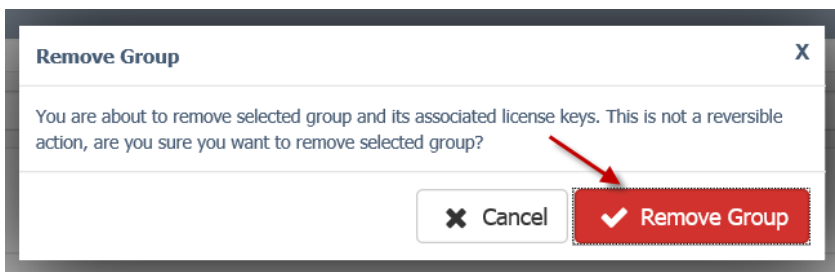 Remove Group
X
You are about to remove selected group and its associated license keys. This is not a reversible
action, are you sure you want to remove selected group?
Cancel
Remove Group